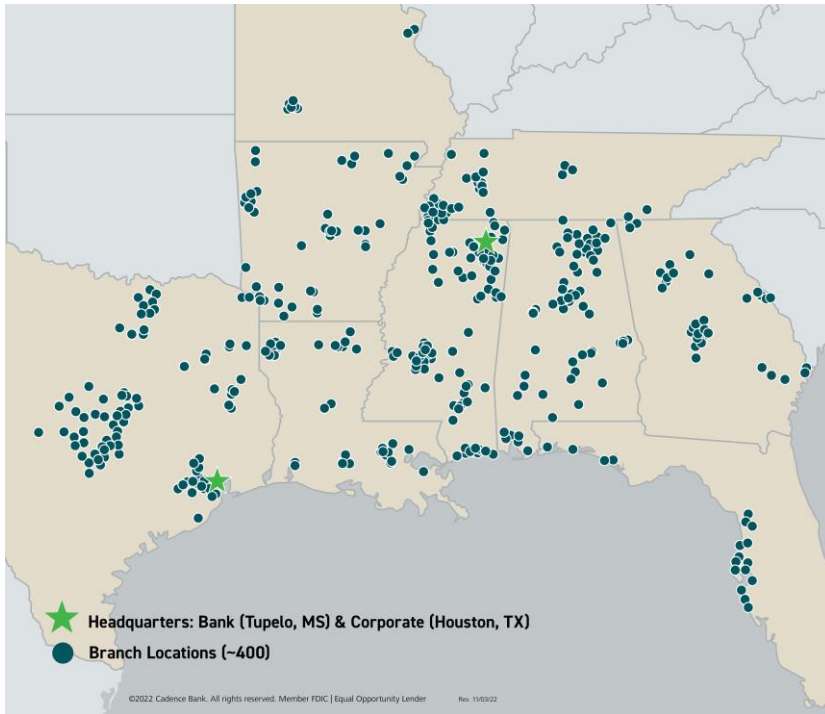 Headquarters: Bank (Tupelo, MS) & Corporate (Houston, TX)
Branch Locations (~400)
©2022 Cadence Bank. All rights reserved. Member FDIC | Equal Opportunity Lender Rev. 11/03/22